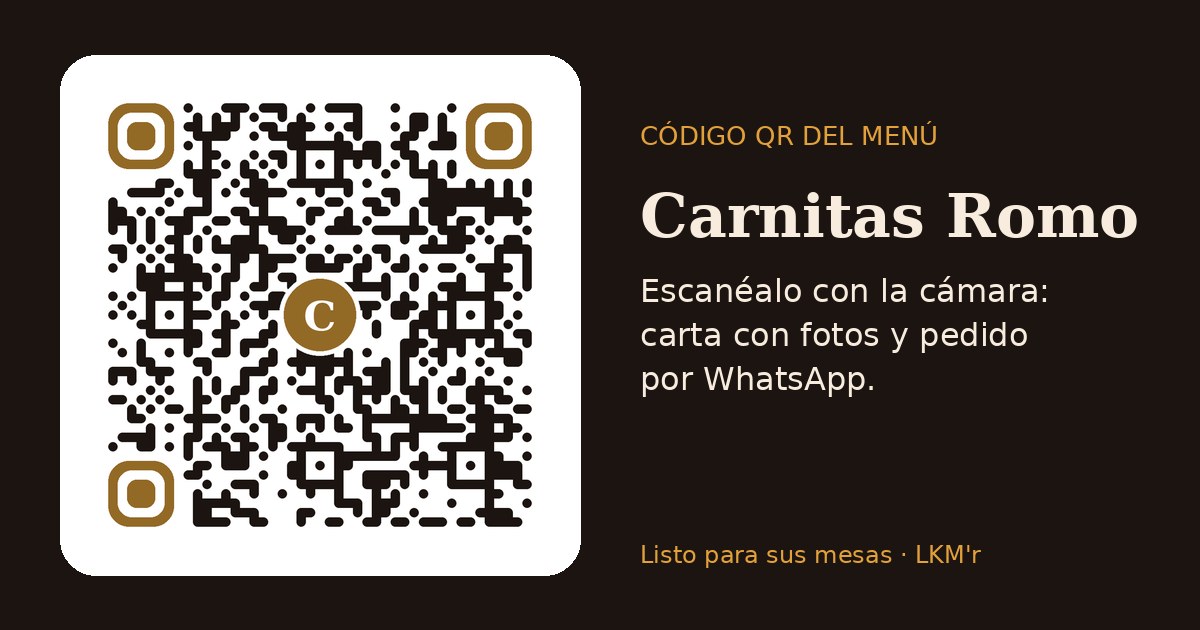 C
CÓDIGO QR DEL MENÚ
Carnitas Romo
Escanéalo con la cámara:
carta con fotos y pedido
por WhatsApp.
Listo para sus mesas · LKM'r